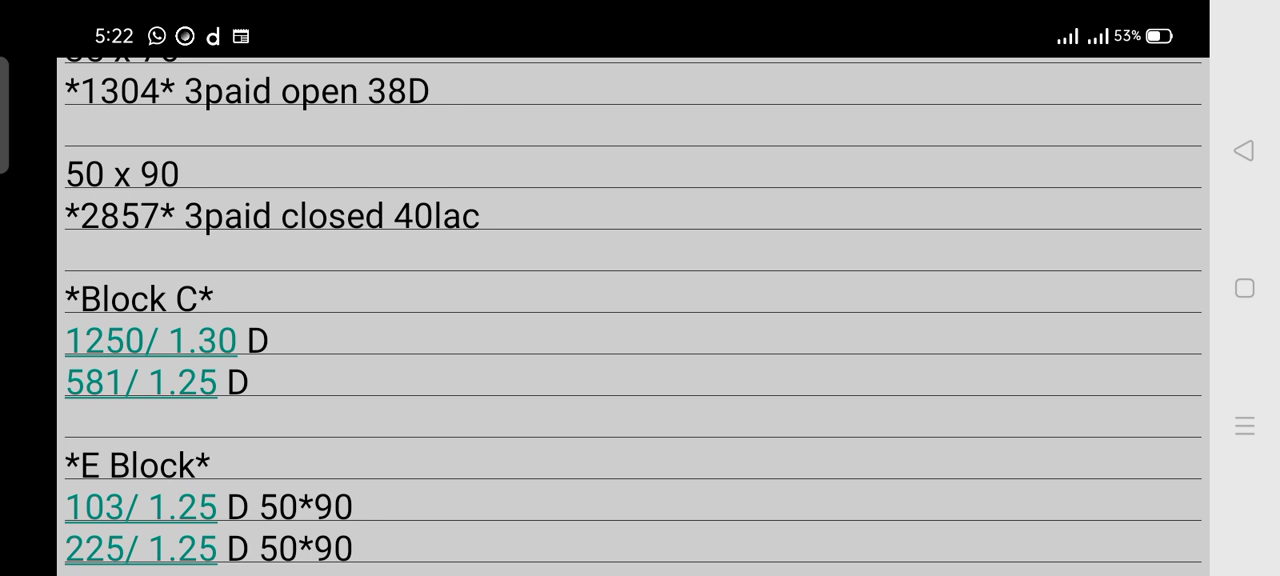 5:22 53%
*1304* 3paid open 38D
50 x 90
*2857* 3paid closed 40lac
*Block C*
1250/ 1.30 D
581/ 1.25 D
*E Block*
103/ 1.25 D 50*90
225/ 1.25 D 50*90